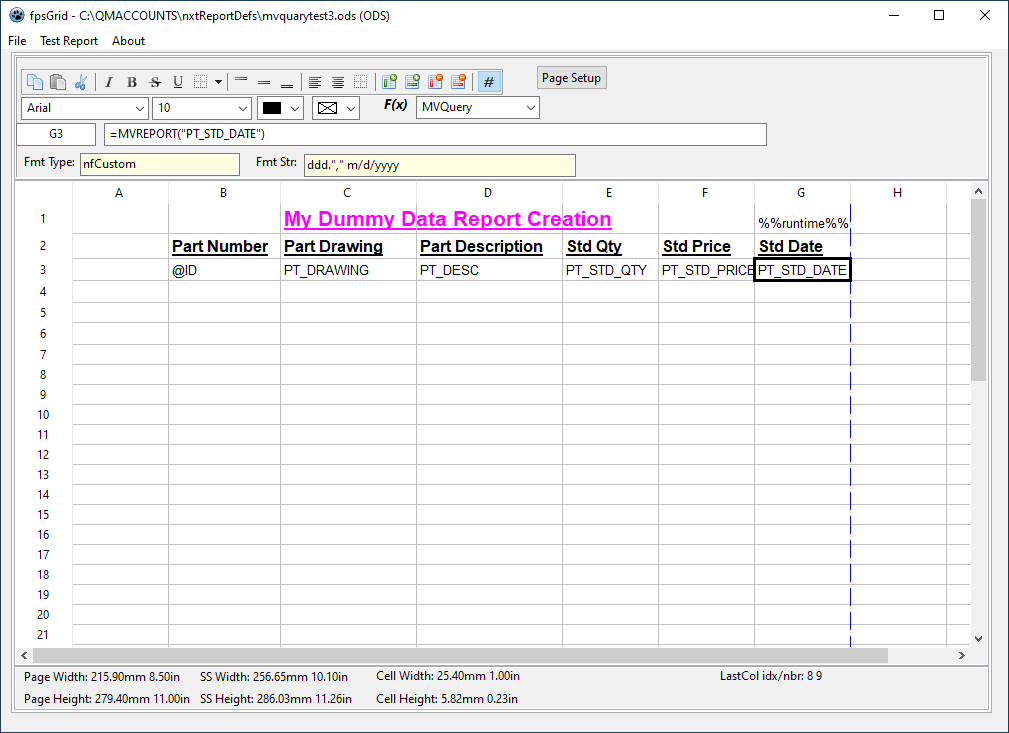 fpsGrid - C:\QMACCOUNTS\nxtReportDefs\mvquarytest3.ods (ODS)
File Test Report About
I B S U # Page Setup
Arial 10 F(x) MVQuery
G3 =MVREPORT("PT_STD_DATE")
Fmt Type: nfCustom Fmt Str: ddd."," m/d/yyyy
A B C D E F G H
1 My Dummy Data Report Creation %%runtime%%
2 Part Number Part Drawing Part Description Std Qty Std Price Std Date
3 @ID PT_DRAWING PT_DESC PT_STD_QTY PT_STD_PRICE PT_STD_DATE
4
5
6
7
8
9
10
11
12
13
14
15
16
17
18
19
20
21
Page Width: 215.90mm 8.50in SS Width: 256.65mm 10.10in Cell Width: 25.40mm 1.00in LastCol idx/nbr: 8 9
Page Height: 279.40mm 11.00in SS Height: 286.03mm 11.26in Cell Height: 5.82mm 0.23in